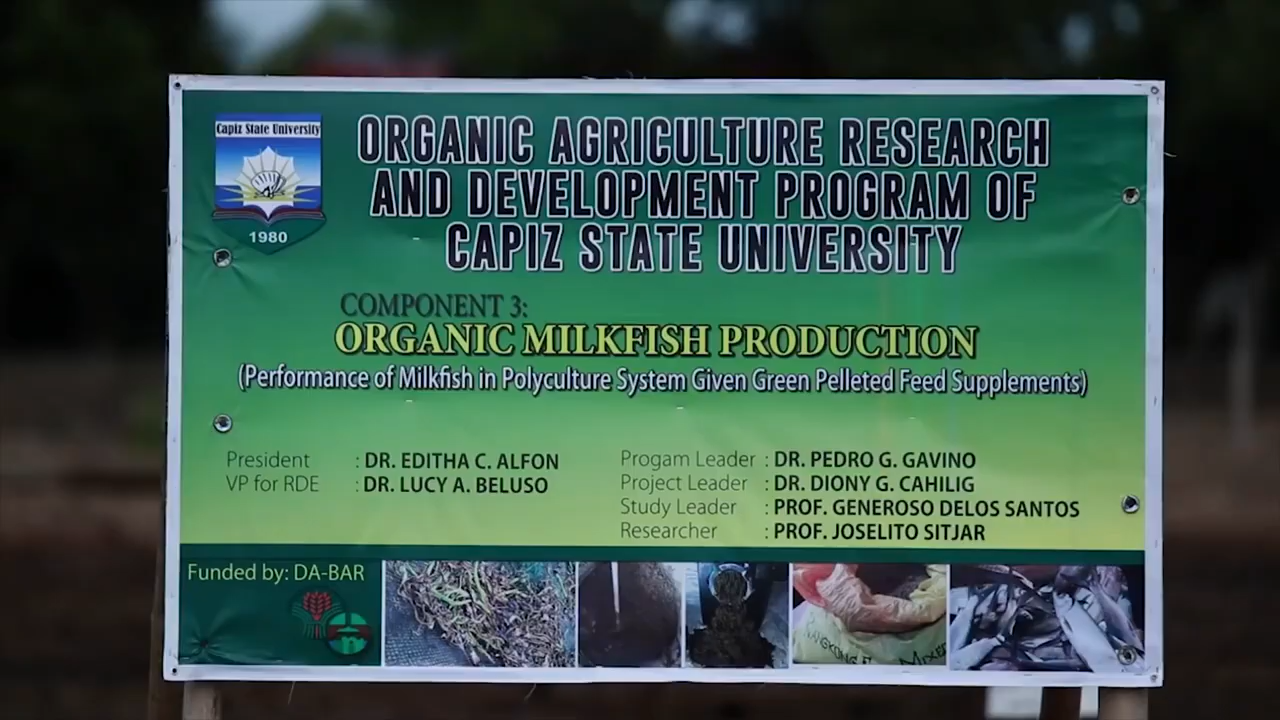 Capiz State University
1980
ORGANIC AGRICULTURE RESEARCH
AND DEVELOPMENT PROGRAM OF
CAPIZ STATE UNIVERSITY
COMPONENT 3:
ORGANIC MILKFISH PRODUCTION
(Performance of Milkfish in Polyculture System Given Green Pelleted Feed Supplements)
President : DR. EDITHA C. ALFON
VP for RDE : DR. LUCY A. BELUSO
Progam Leader : DR. PEDRO G. GAVINO
Project Leader : DR. DIONY G. CAHILIG
Study Leader : PROF. GENEROSO DELOS SANTOS
Researcher : PROF. JOSELITO SITJAR
Funded by: DA-BAR